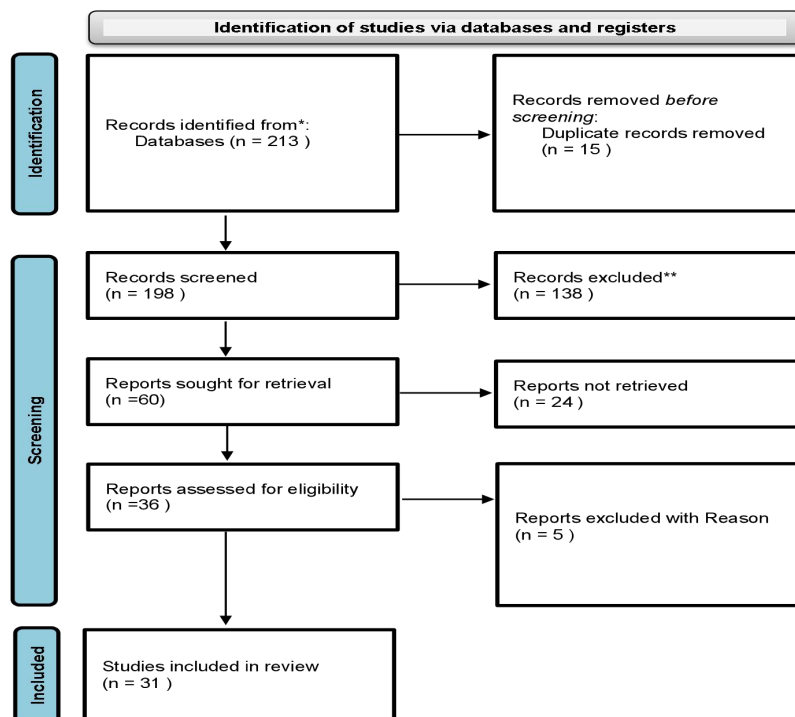 Identification of studies via databases and registers
Identification
Records identified from*:
Databases (n = 213 )
Records removed before
screening:
Duplicate records removed
(n = 15 )
Screening
Records screened
(n = 198 )
Records excluded**
(n = 138 )
Reports sought for retrieval
(n =60)
Reports not retrieved
(n = 24 )
Reports assessed for eligibility
(n =36 )
Reports excluded with Reason
(n = 5 )
Included
Studies included in review
(n = 31 )